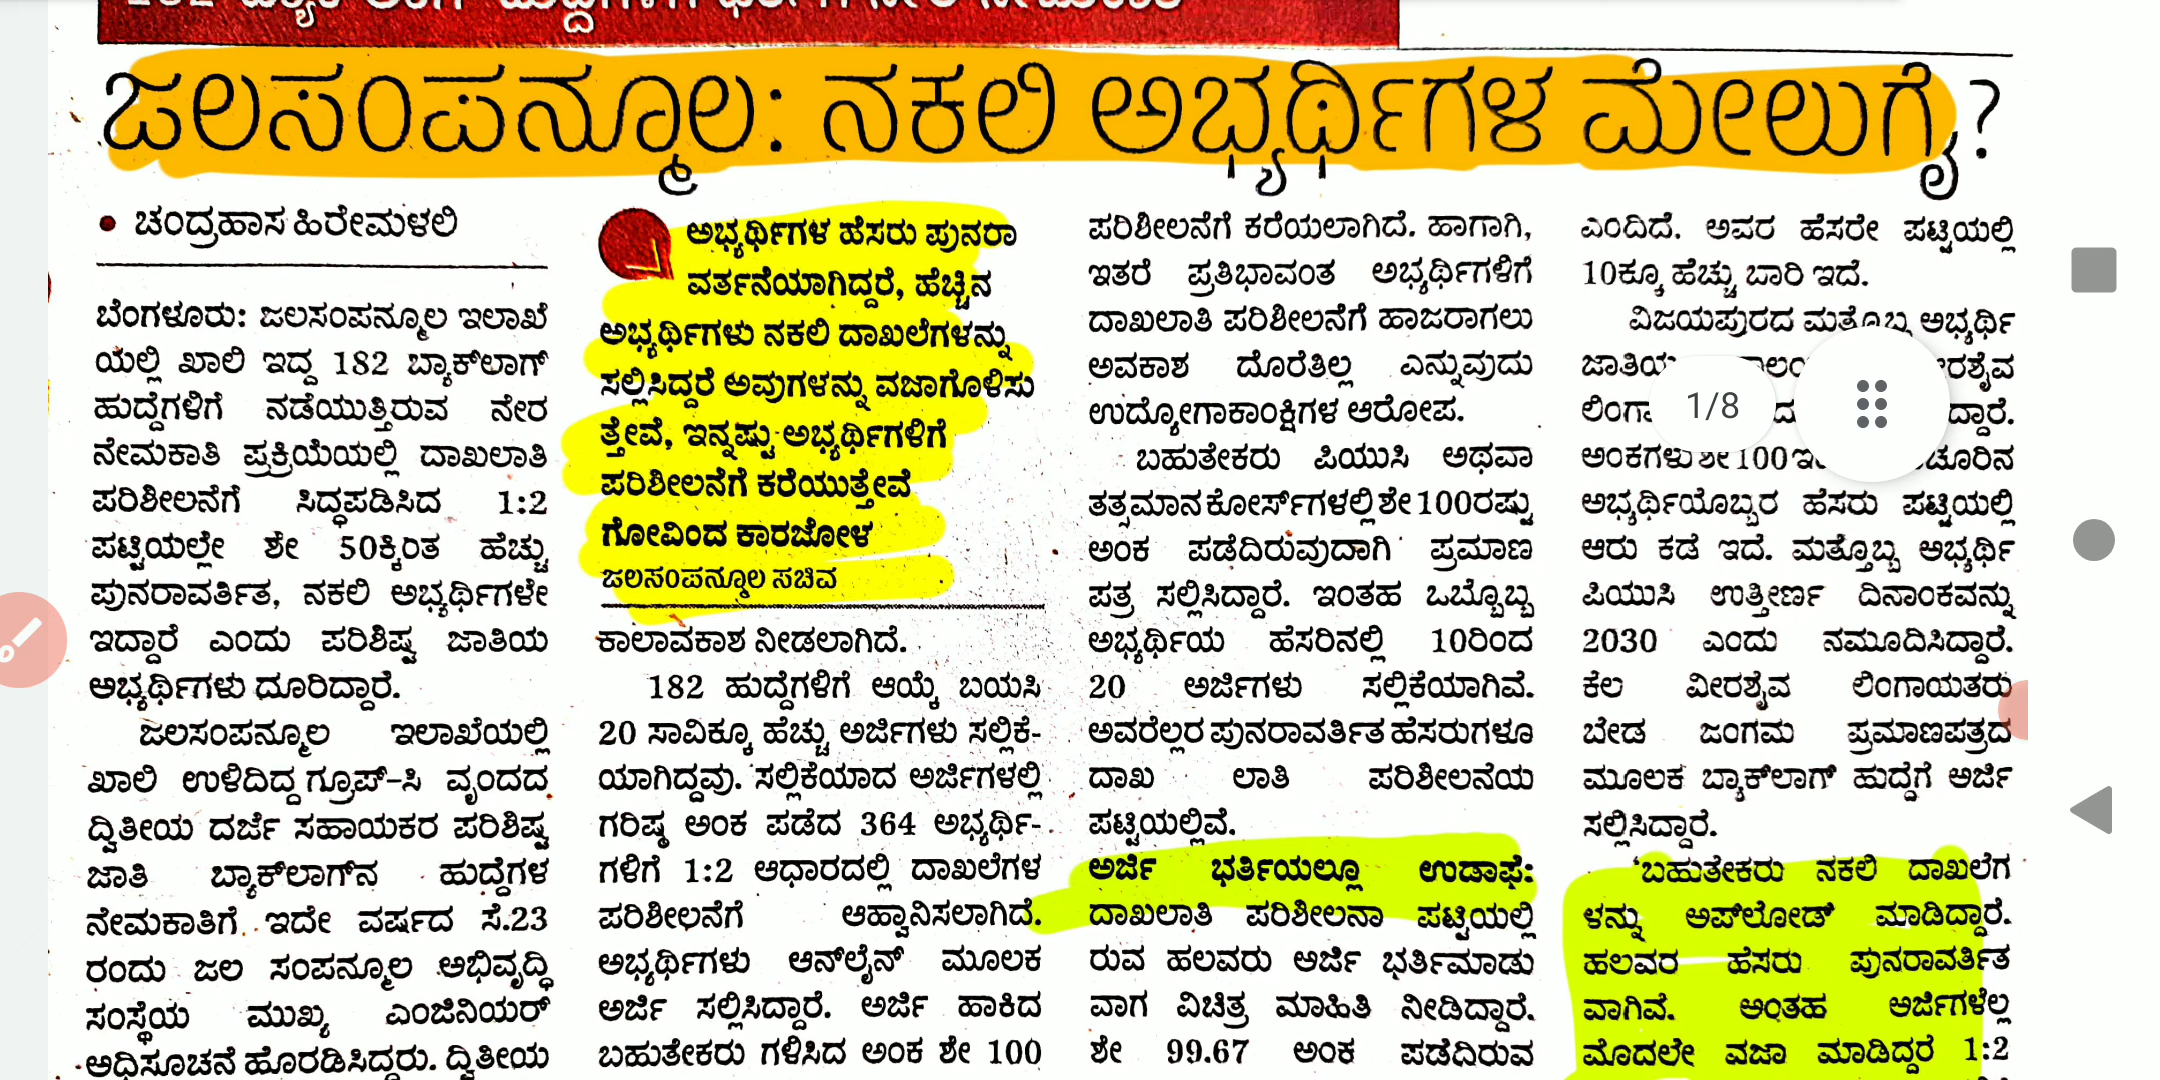 ಜಲಸಂಪನ್ಮೂಲ: ನಕಲಿ ಅಭ್ಯರ್ಥಿಗಳ ಮೇಲುಗೈ?
• ಚಂದ್ರಹಾಸ ಹಿರೇಮಳಲಿ
ಬೆಂಗಳೂರು: ಜಲಸಂಪನ್ಮೂಲ ಇಲಾಖೆ
ಯಲ್ಲಿ ಖಾಲಿ ಇದ್ದ 182 ಬ್ಯಾಕ್‌ಲಾಗ್
ಹುದ್ದೆಗಳಿಗೆ ನಡೆಯುತ್ತಿರುವ ನೇರ
ನೇಮಕಾತಿ ಪ್ರಕ್ರಿಯೆಯಲ್ಲಿ ದಾಖಲಾತಿ
ಪರಿಶೀಲನೆಗೆ ಸಿದ್ಧಪಡಿಸಿದ 1:2
ಪಟ್ಟಿಯಲ್ಲೇ ಶೇ 50ಕ್ಕಿಂತ ಹೆಚ್ಚು
ಪುನರಾವರ್ತಿತ, ನಕಲಿ ಅಭ್ಯರ್ಥಿಗಳೇ
ಇದ್ದಾರೆ ಎಂದು ಪರಿಶಿಷ್ಟ ಜಾತಿಯ
ಅಭ್ಯರ್ಥಿಗಳು ದೂರಿದ್ದಾರೆ.
ಜಲಸಂಪನ್ಮೂಲ ಇಲಾಖೆಯಲ್ಲಿ
ಖಾಲಿ ಉಳಿದಿದ್ದ ಗ್ರೂಪ್-ಸಿ ವೃಂದದ
ದ್ವಿತೀಯ ದರ್ಜೆ ಸಹಾಯಕರ ಪರಿಶಿಷ್ಟ
ಜಾತಿ ಬ್ಯಾಕ್‌ಲಾಗ್‌ನ ಹುದ್ದೆಗಳ
ನೇಮಕಾತಿಗೆ ಇದೇ ವರ್ಷದ ಸೆ.23
ರಂದು ಜಲ ಸಂಪನ್ಮೂಲ ಅಭಿವೃದ್ಧಿ
ಸಂಸ್ಥೆಯ ಮುಖ್ಯ ಎಂಜಿನಿಯರ್
ಅಧಿಸೂಚನೆ ಹೊರಡಿಸಿದ್ದರು. ದ್ವಿತೀಯ
ಅಭ್ಯರ್ಥಿಗಳ ಹೆಸರು ಪುನರಾ
ವರ್ತನೆಯಾಗಿದ್ದರೆ, ಹೆಚ್ಚಿನ
ಅಭ್ಯರ್ಥಿಗಳು ನಕಲಿ ದಾಖಲೆಗಳನ್ನು
ಸಲ್ಲಿಸಿದ್ದರೆ ಅವುಗಳನ್ನು ವಜಾಗೊಳಿಸು
ತ್ತೇವೆ, ಇನ್ನಷ್ಟು ಅಭ್ಯರ್ಥಿಗಳಿಗೆ
ಪರಿಶೀಲನೆಗೆ ಕರೆಯುತ್ತೇವೆ
ಗೋವಿಂದ ಕಾರಜೋಳ
ಜಲಸಂಪನ್ಮೂಲ ಸಚಿವ
ಕಾಲಾವಕಾಶ ನೀಡಲಾಗಿದೆ.
182 ಹುದ್ದೆಗಳಿಗೆ ಆಯ್ಕೆ ಬಯಸಿ
20 ಸಾವಿಕ್ಕೂ ಹೆಚ್ಚು ಅರ್ಜಿಗಳು ಸಲ್ಲಿಕೆ-
ಯಾಗಿದ್ದವು. ಸಲ್ಲಿಕೆಯಾದ ಅರ್ಜಿಗಳಲ್ಲಿ
ಗರಿಷ್ಠ ಅಂಕ ಪಡೆದ 364 ಅಭ್ಯರ್ಥಿ-
ಗಳಿಗೆ 1:2 ಆಧಾರದಲ್ಲಿ ದಾಖಲೆಗಳ
ಪರಿಶೀಲನೆಗೆ ಆಹ್ವಾನಿಸಲಾಗಿದೆ.
ಅಭ್ಯರ್ಥಿಗಳು ಆನ್‌ಲೈನ್ ಮೂಲಕ
ಅರ್ಜಿ ಸಲ್ಲಿಸಿದ್ದಾರೆ. ಅರ್ಜಿ ಹಾಕಿದ
ಬಹುತೇಕರು ಗಳಿಸಿದ ಅಂಕ ಶೇ 100
ಪರಿಶೀಲನೆಗೆ ಕರೆಯಲಾಗಿದೆ. ಹಾಗಾಗಿ,
ಇತರೆ ಪ್ರತಿಭಾವಂತ ಅಭ್ಯರ್ಥಿಗಳಿಗೆ
ದಾಖಲಾತಿ ಪರಿಶೀಲನೆಗೆ ಹಾಜರಾಗಲು
ಅವಕಾಶ ದೊರೆತಿಲ್ಲ ಎನ್ನುವುದು
ಉದ್ಯೋಗಾಕಾಂಕ್ಷಿಗಳ ಆರೋಪ.
ಬಹುತೇಕರು ಪಿಯುಸಿ ಅಥವಾ
ತತ್ಸಮಾನ ಕೋರ್ಸ್‌ಗಳಲ್ಲಿ ಶೇ 100ರಷ್ಟು
ಅಂಕ ಪಡೆದಿರುವುದಾಗಿ ಪ್ರಮಾಣ
ಪತ್ರ ಸಲ್ಲಿಸಿದ್ದಾರೆ. ಇಂತಹ ಒಬ್ಬೊಬ್ಬ
ಅಭ್ಯರ್ಥಿಯ ಹೆಸರಿನಲ್ಲಿ 10ರಿಂದ
20 ಅರ್ಜಿಗಳು ಸಲ್ಲಿಕೆಯಾಗಿವೆ.
ಅವರೆಲ್ಲರ ಪುನರಾವರ್ತಿತ ಹೆಸರುಗಳೂ
ದಾಖ ಲಾತಿ ಪರಿಶೀಲನೆಯ
ಪಟ್ಟಿಯಲ್ಲಿವೆ.
ಅರ್ಜಿ ಭರ್ತಿಯಲ್ಲೂ ಉಡಾಫೆ:
ದಾಖಲಾತಿ ಪರಿಶೀಲನಾ ಪಟ್ಟಿಯಲ್ಲಿ
ರುವ ಹಲವರು ಅರ್ಜಿ ಭರ್ತಿಮಾಡು
ವಾಗ ವಿಚಿತ್ರ ಮಾಹಿತಿ ನೀಡಿದ್ದಾರೆ.
ಶೇ 99.67 ಅಂಕ ಪಡೆದಿರುವ
ಎಂದಿದೆ. ಅವರ ಹೆಸರೇ ಪಟ್ಟಿಯಲ್ಲಿ
10ಕ್ಕೂ ಹೆಚ್ಚು ಬಾರಿ ಇದೆ.
ವಿಜಯಪುರದ ಮತ್ತೊಬ್ಬ ಅಭ್ಯರ್ಥಿ
1/8
ಅಂಕಗಳು ಶೇ 100
ಅಭ್ಯರ್ಥಿಯೊಬ್ಬರ ಹೆಸರು ಪಟ್ಟಿಯಲ್ಲಿ
ಆರು ಕಡೆ ಇದೆ. ಮತ್ತೊಬ್ಬ ಅಭ್ಯರ್ಥಿ
ಪಿಯುಸಿ ಉತ್ತೀರ್ಣ ದಿನಾಂಕವನ್ನು
2030 ಎಂದು ನಮೂದಿಸಿದ್ದಾರೆ.
ಕೆಲ ವೀರಶೈವ ಲಿಂಗಾಯತರು
ಬೇಡ ಜಂಗಮ ಪ್ರಮಾಣಪತ್ರದ
ಮೂಲಕ ಬ್ಯಾಕ್‌ಲಾಗ್ ಹುದ್ದೆಗೆ ಅರ್ಜಿ
ಸಲ್ಲಿಸಿದ್ದಾರೆ.
‘ಬಹುತೇಕರು ನಕಲಿ ದಾಖಲೆಗ
ಳನ್ನು ಅಪ್‌ಲೋಡ್ ಮಾಡಿದ್ದಾರೆ.
ಹಲವರ ಹೆಸರು ಪುನರಾವರ್ತಿತ
ವಾಗಿವೆ. ಅಂತಹ ಅರ್ಜಿಗಳೆಲ್ಲ
ಮೊದಲೇ ವಜಾ ಮಾಡಿದ್ದರೆ 1:2